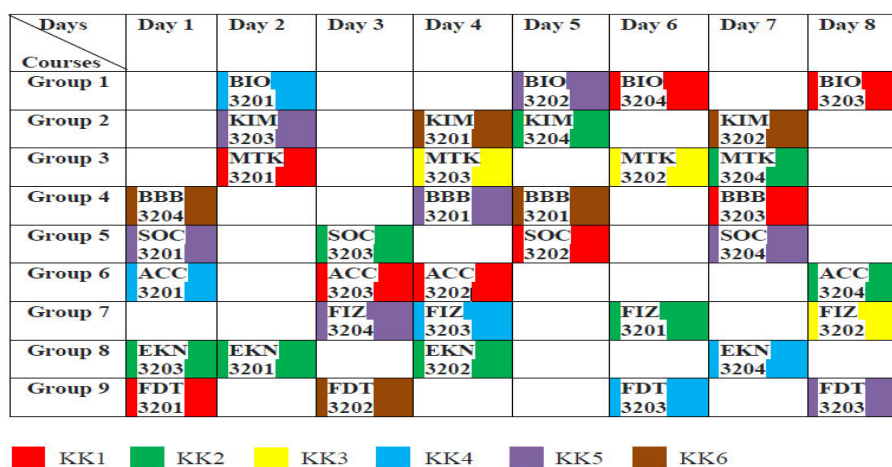 Days Day 1 Day 2 Day 3 Day 4 Day 5 Day 6 Day 7 Day 8
Courses
Group 1 BIO 3201 BIO 3202 BIO 3204 BIO 3203
Group 2 KIM 3203 KIM 3201 KIM 3204 KIM 3202
Group 3 MTK 3201 MTK 3203 MTK 3202 MTK 3204
Group 4 BBB 3204 BBB 3201 BBB 3201 BBB 3203
Group 5 SOC 3201 SOC 3203 SOC 3202 SOC 3204
Group 6 ACC 3201 ACC 3203 ACC 3202 ACC 3204
Group 7 FIZ 3204 FIZ 3203 FIZ 3201 FIZ 3202
Group 8 EKN 3203 EKN 3201 EKN 3202 EKN 3204
Group 9 FDT 3201 FDT 3202 FDT 3203 FDT 3203
KK1 KK2 KK3 KK4 KK5 KK6